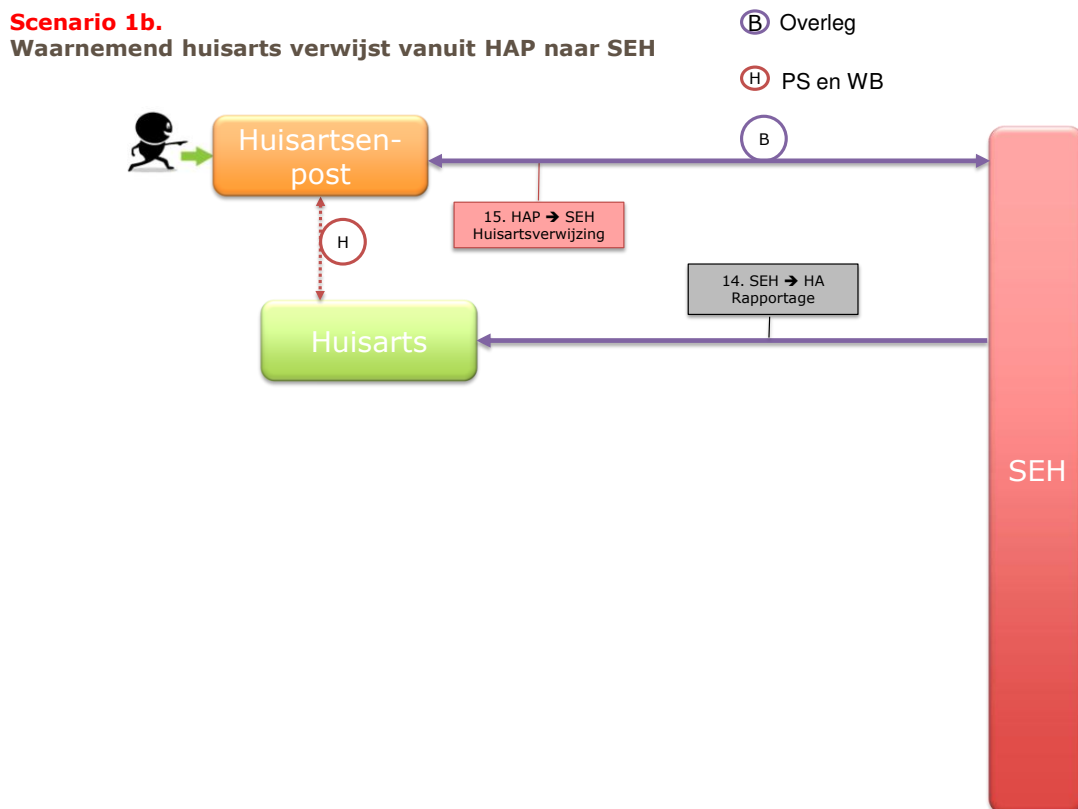 Scenario 1b.
Waarnemend huisarts verwijst vanuit HAP naar SEH
B Overleg
H PS en WB
Huisartsen-
post
B
15. HAP ➔ SEH
Huisartsverwijzing
H
14. SEH ➔ HA
Rapportage
Huisarts
SEH